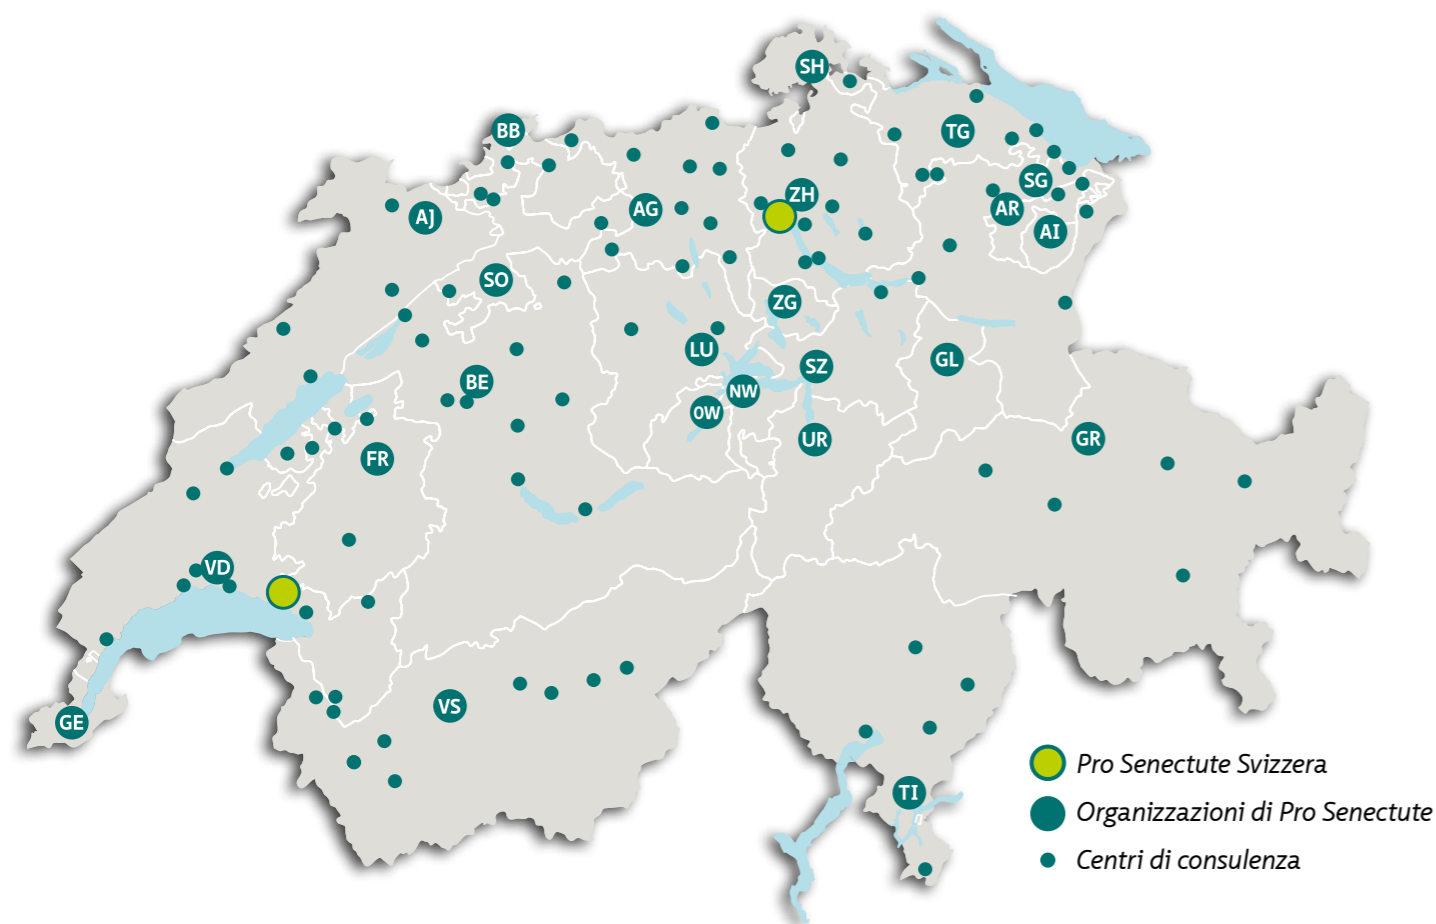 SH
BB
TG
SG
ZH
AG
AR
AJ
AI
SO
ZG
LU
GL
SZ
BE
NW
OW
UR
GR
FR
VD
VS
GE
Pro Senectute Svizzera
TI
Organizzazioni di Pro Senectute
Centri di consulenza